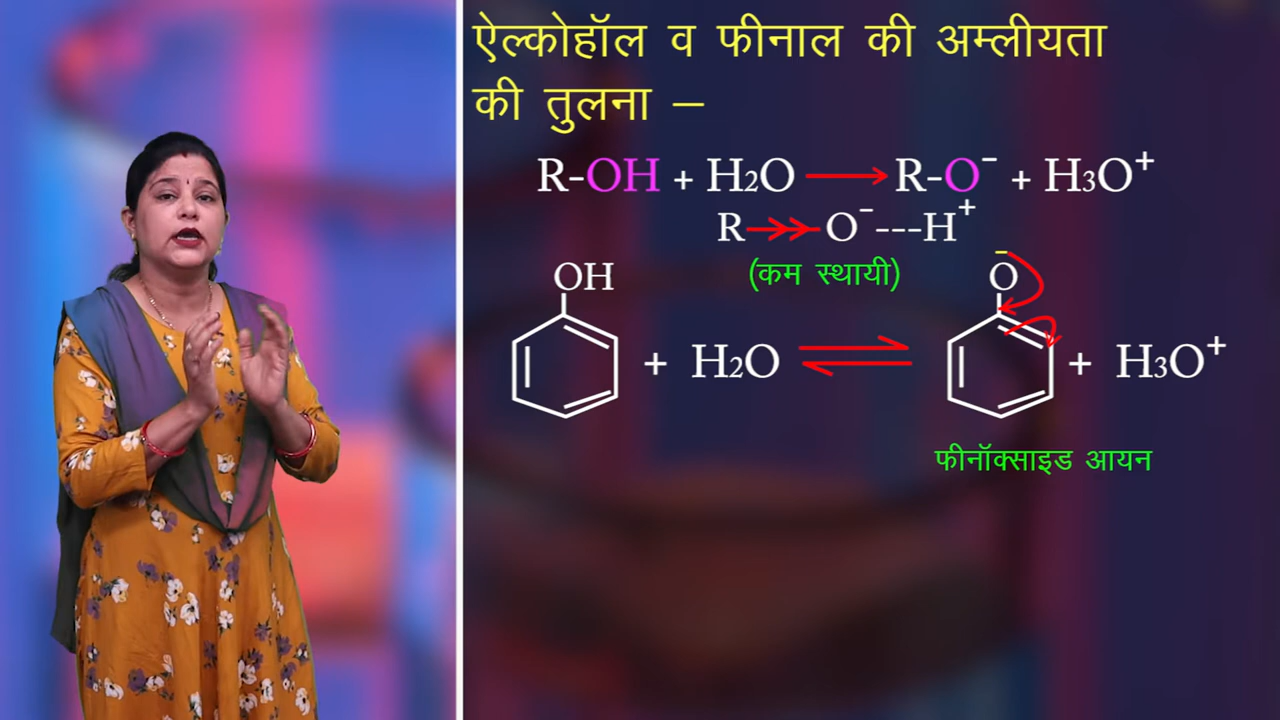 ऐल्कोहॉल व फीनाल की अम्लीयता
की तुलना –
R-OH + H2O ⟶ R-O⁻ + H3O⁺
R ↠ O⁻---H⁺
(कम स्थायी)
OH
O⁻
+ H2O ⇌ + H3O⁺
फीनॉक्साइड आयन